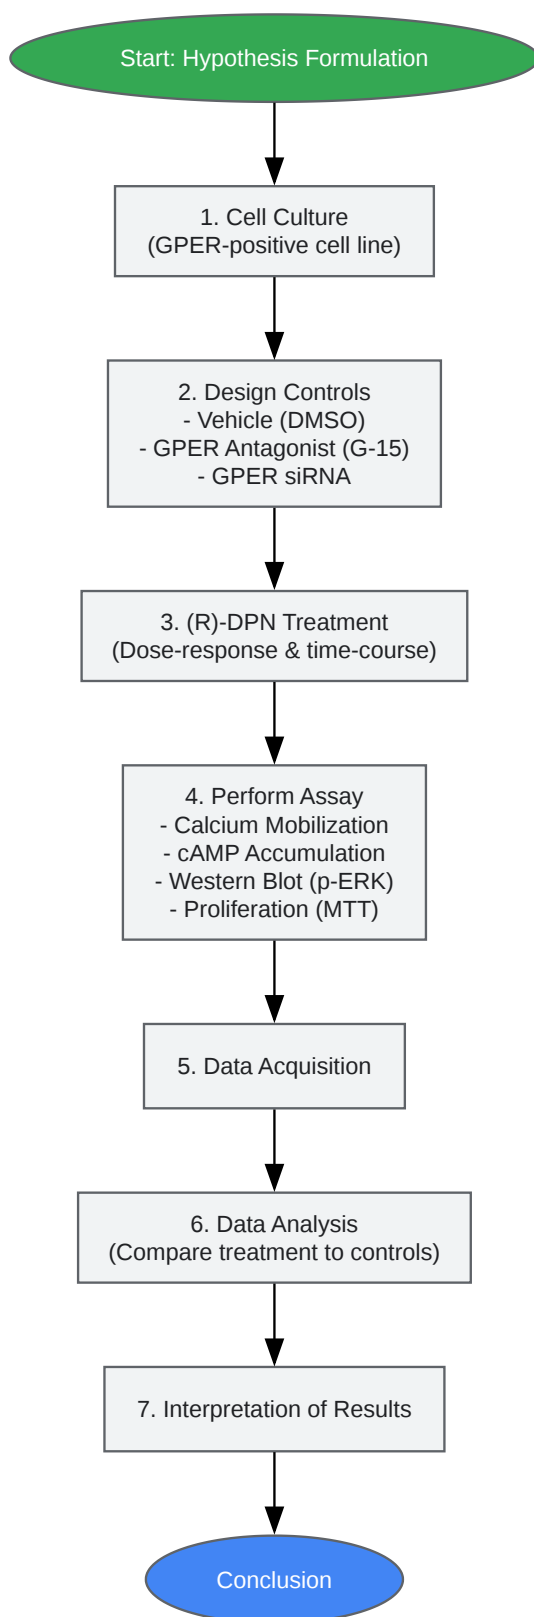 Start: Hypothesis Formulation
1. Cell Culture
(GPER-positive cell line)
2. Design Controls
- Vehicle (DMSO)
- GPER Antagonist (G-15)
- GPER siRNA
3. (R)-DPN Treatment
(Dose-response & time-course)
4. Perform Assay
- Calcium Mobilization
- cAMP Accumulation
- Western Blot (p-ERK)
- Proliferation (MTT)
5. Data Acquisition
6. Data Analysis
(Compare treatment to controls)
7. Interpretation of Results
Conclusion